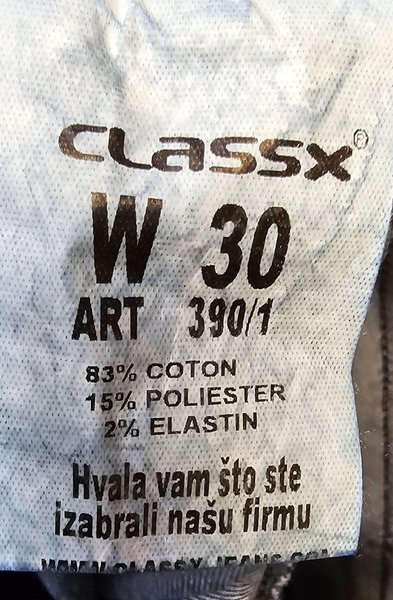 classx®
W 30
ART 390/1
83% COTON
15% POLIESTER
2% ELASTIN
Hvala vam što ste
izabrali našu firmu